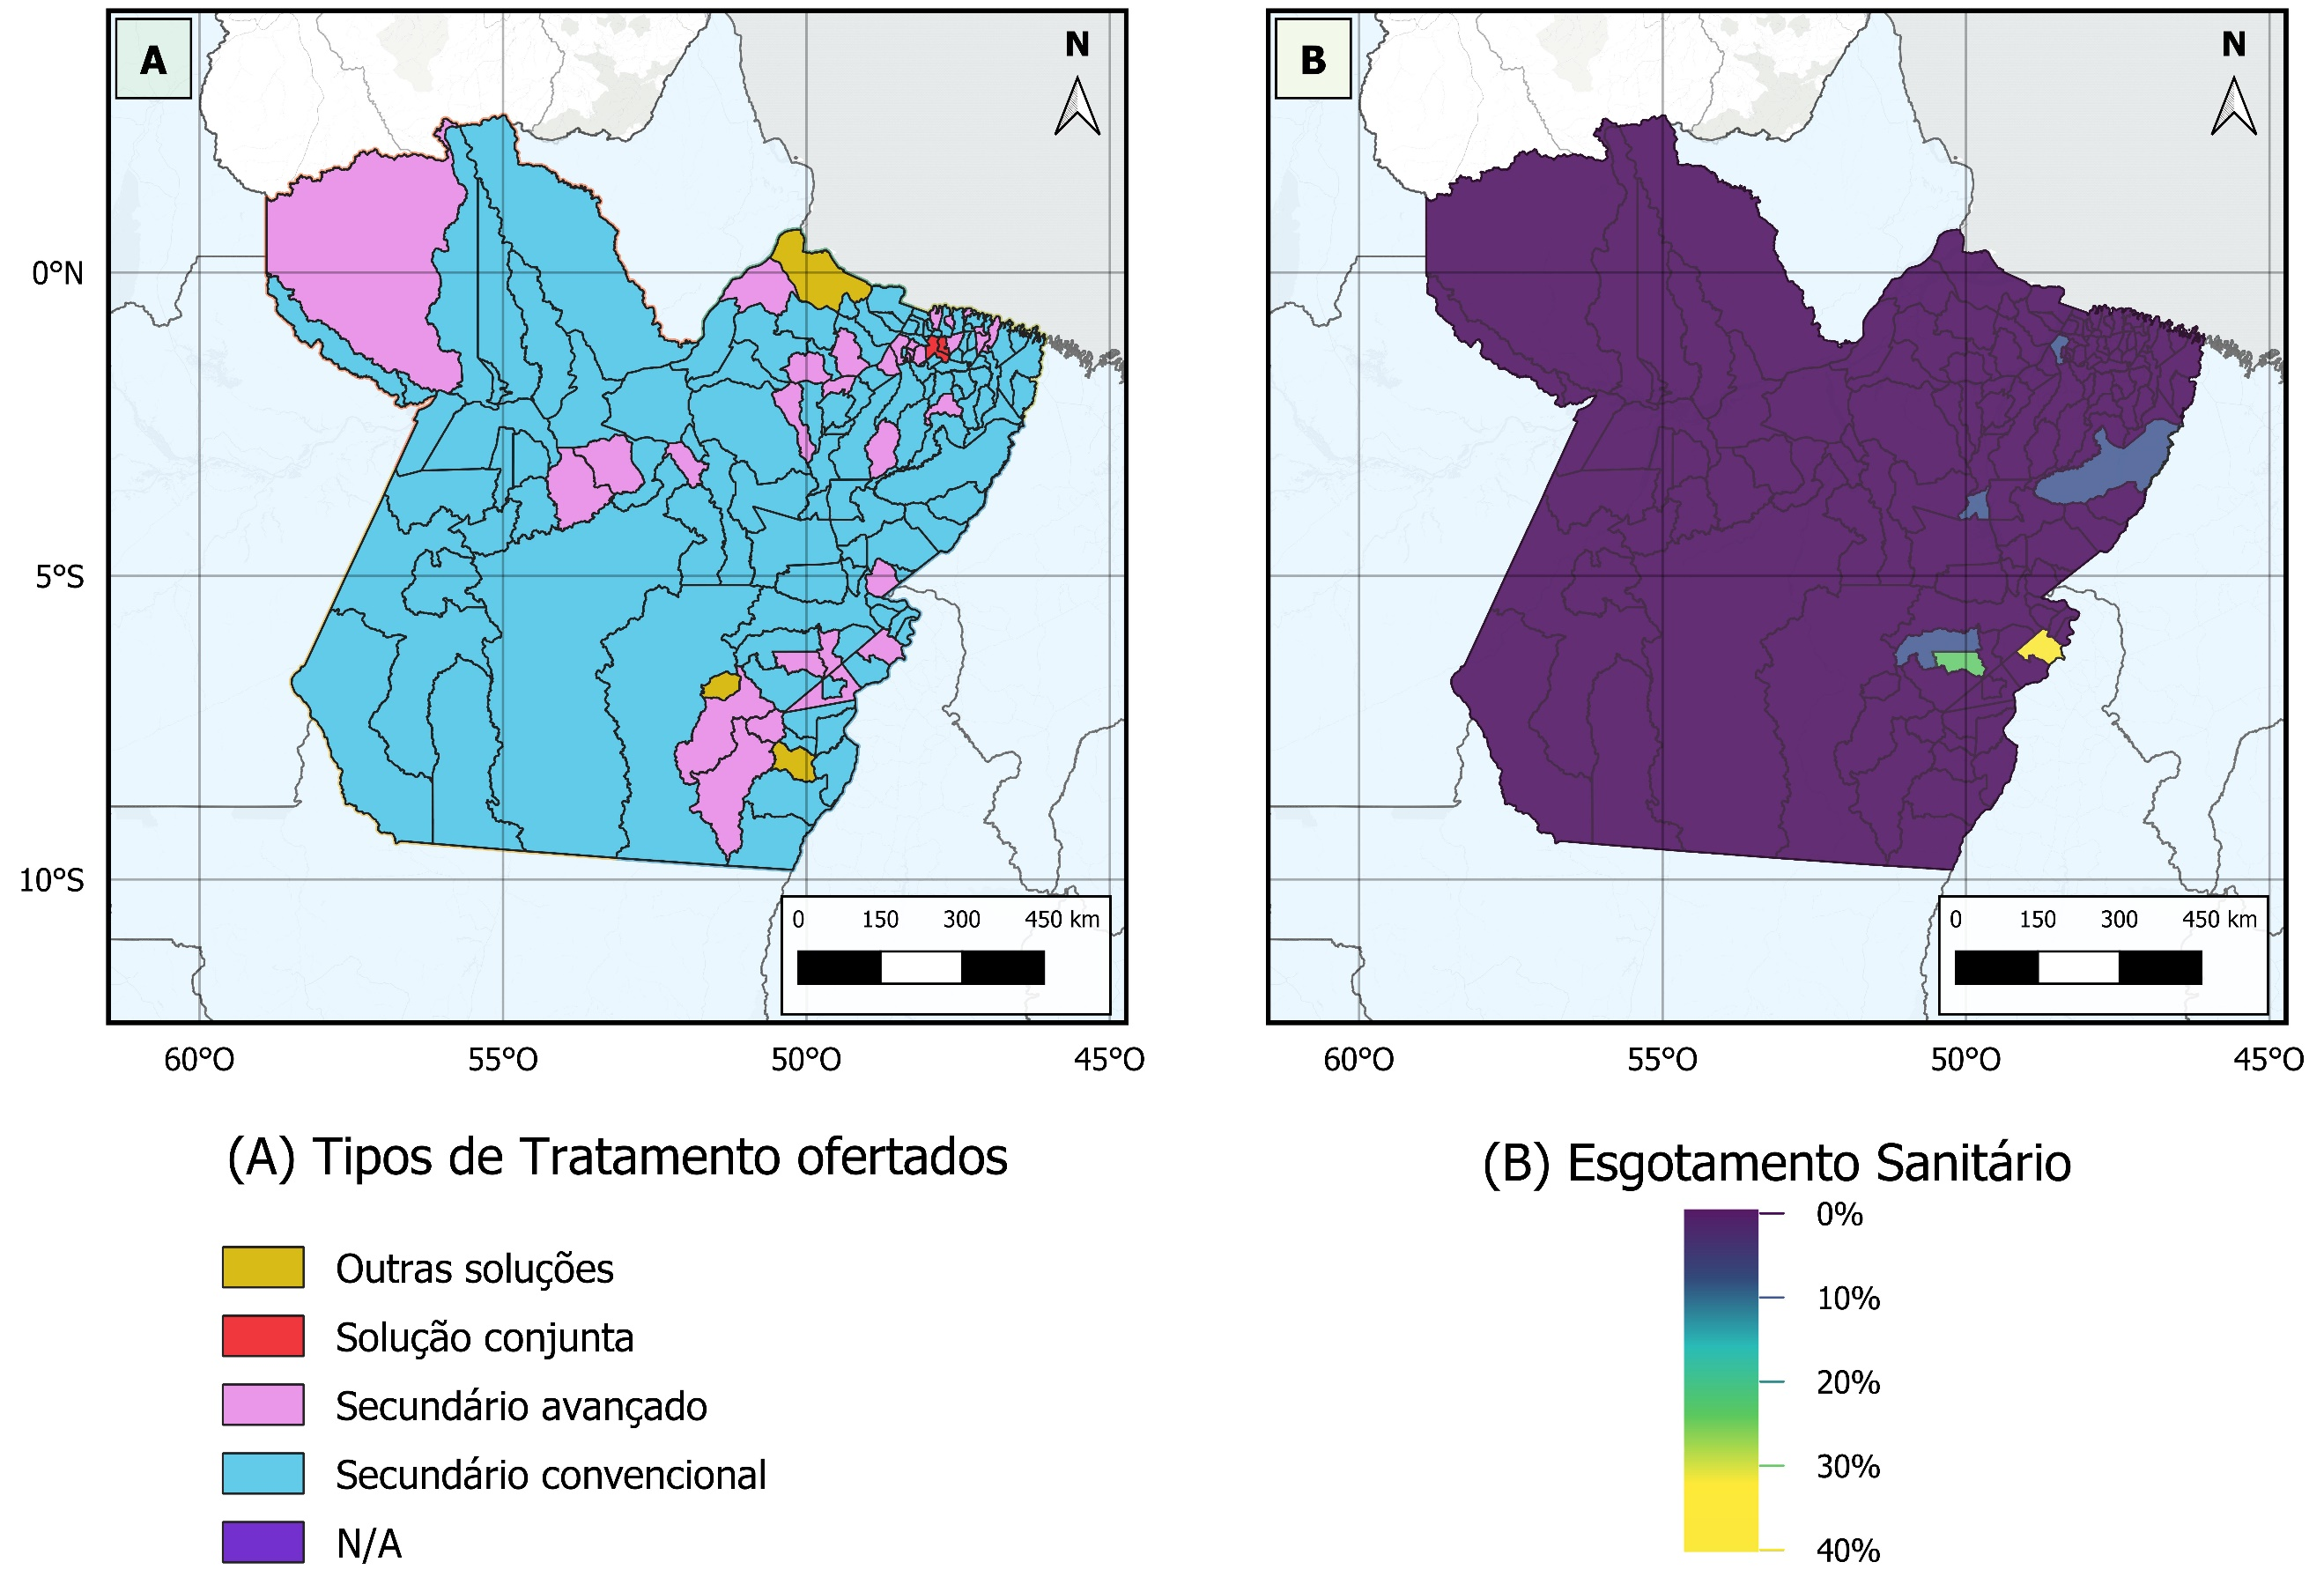 A
N
B
N
0°N
5°S
10°S
0 150 300 450 km
0 150 300 450 km
60°O 55°O 50°O 45°O
60°O 55°O 50°O 45°O
(A) Tipos de Tratamento ofertados
Outras soluções
Solução conjunta
Secundário avançado
Secundário convencional
N/A
(B) Esgotamento Sanitário
0%
10%
20%
30%
40%